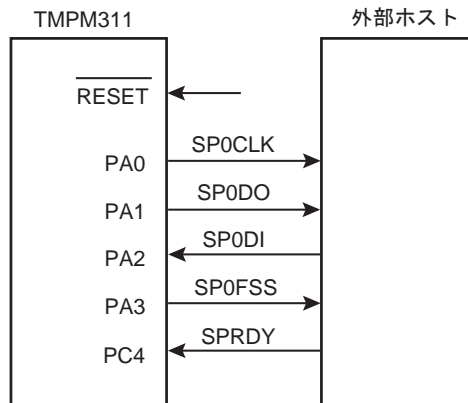 TMPM311
外部ホスト
RESET
PA0
SP0CLK
PA1
SP0DO
PA2
SP0DI
PA3
SP0FSS
PC4
SPRDY